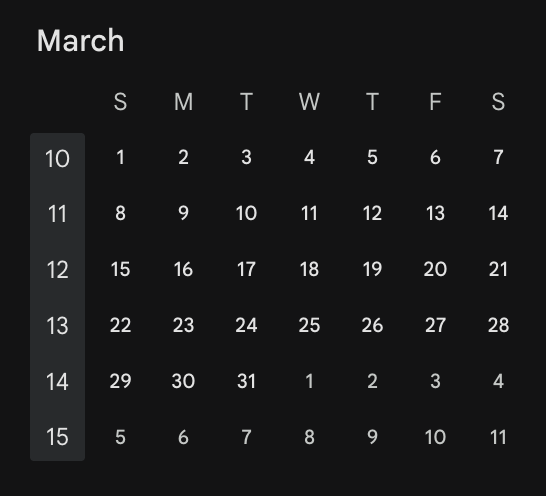 March
S M T W T F S
10 1 2 3 4 5 6 7
11 8 9 10 11 12 13 14
12 15 16 17 18 19 20 21
13 22 23 24 25 26 27 28
14 29 30 31 1 2 3 4
15 5 6 7 8 9 10 11